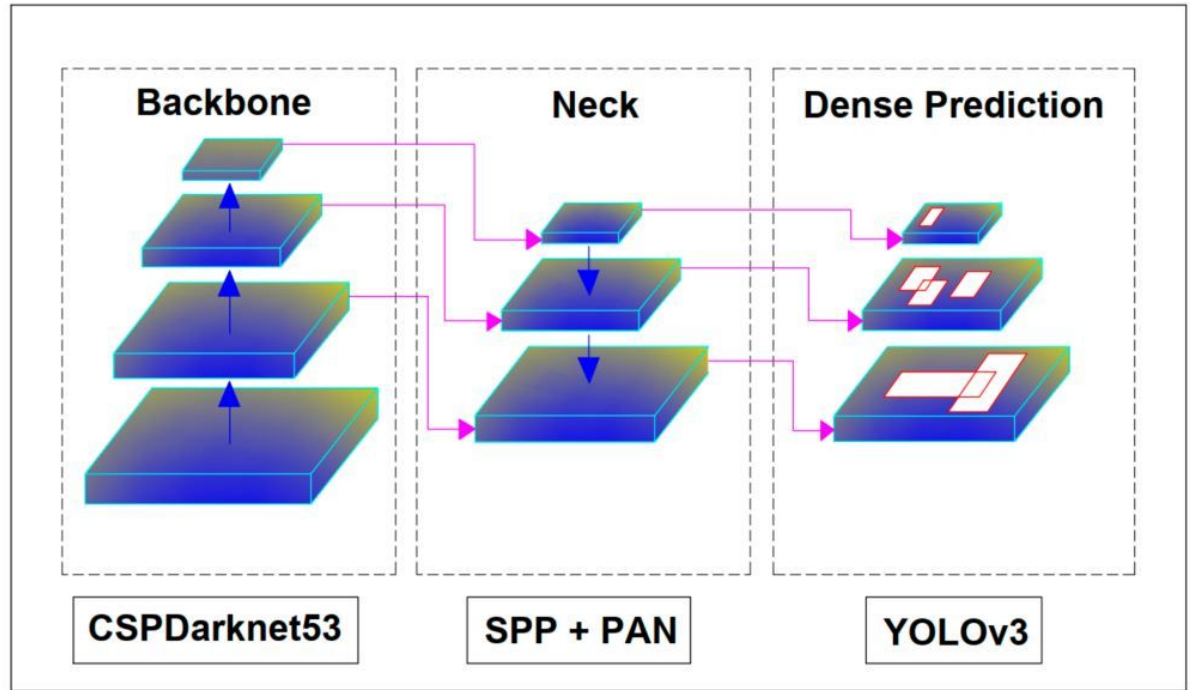 Backbone
Neck
Dense Prediction
CSPDarknet53
SPP + PAN
YOLOv3